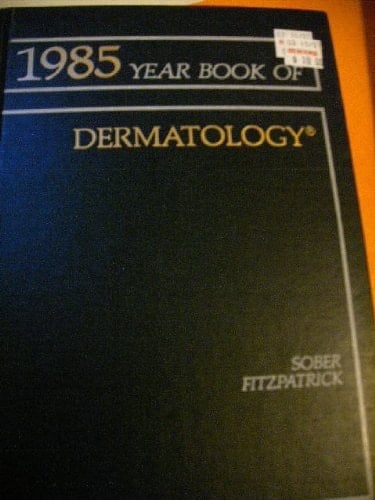 1985 YEAR BOOK OF
DERMATOLOGY®
SOBER
FITZPATRICK